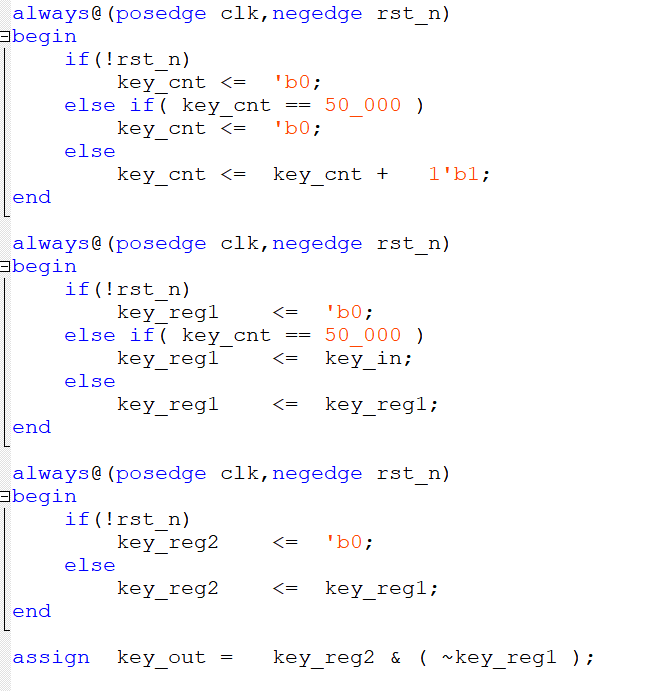 always@(posedge clk,negedge rst_n)
begin
if(!rst_n)
key_cnt <= 'b0;
else if( key_cnt == 50_000 )
key_cnt <= 'b0;
else
key_cnt <= key_cnt + 1'b1;
end
always@(posedge clk,negedge rst_n)
begin
if(!rst_n)
key_reg1 <= 'b0;
else if( key_cnt == 50_000 )
key_reg1 <= key_in;
else
key_reg1 <= key_reg1;
end
always@(posedge clk,negedge rst_n)
begin
if(!rst_n)
key_reg2 <= 'b0;
else
key_reg2 <= key_reg1;
end
assign key_out = key_reg2 & ( ~key_reg1 );